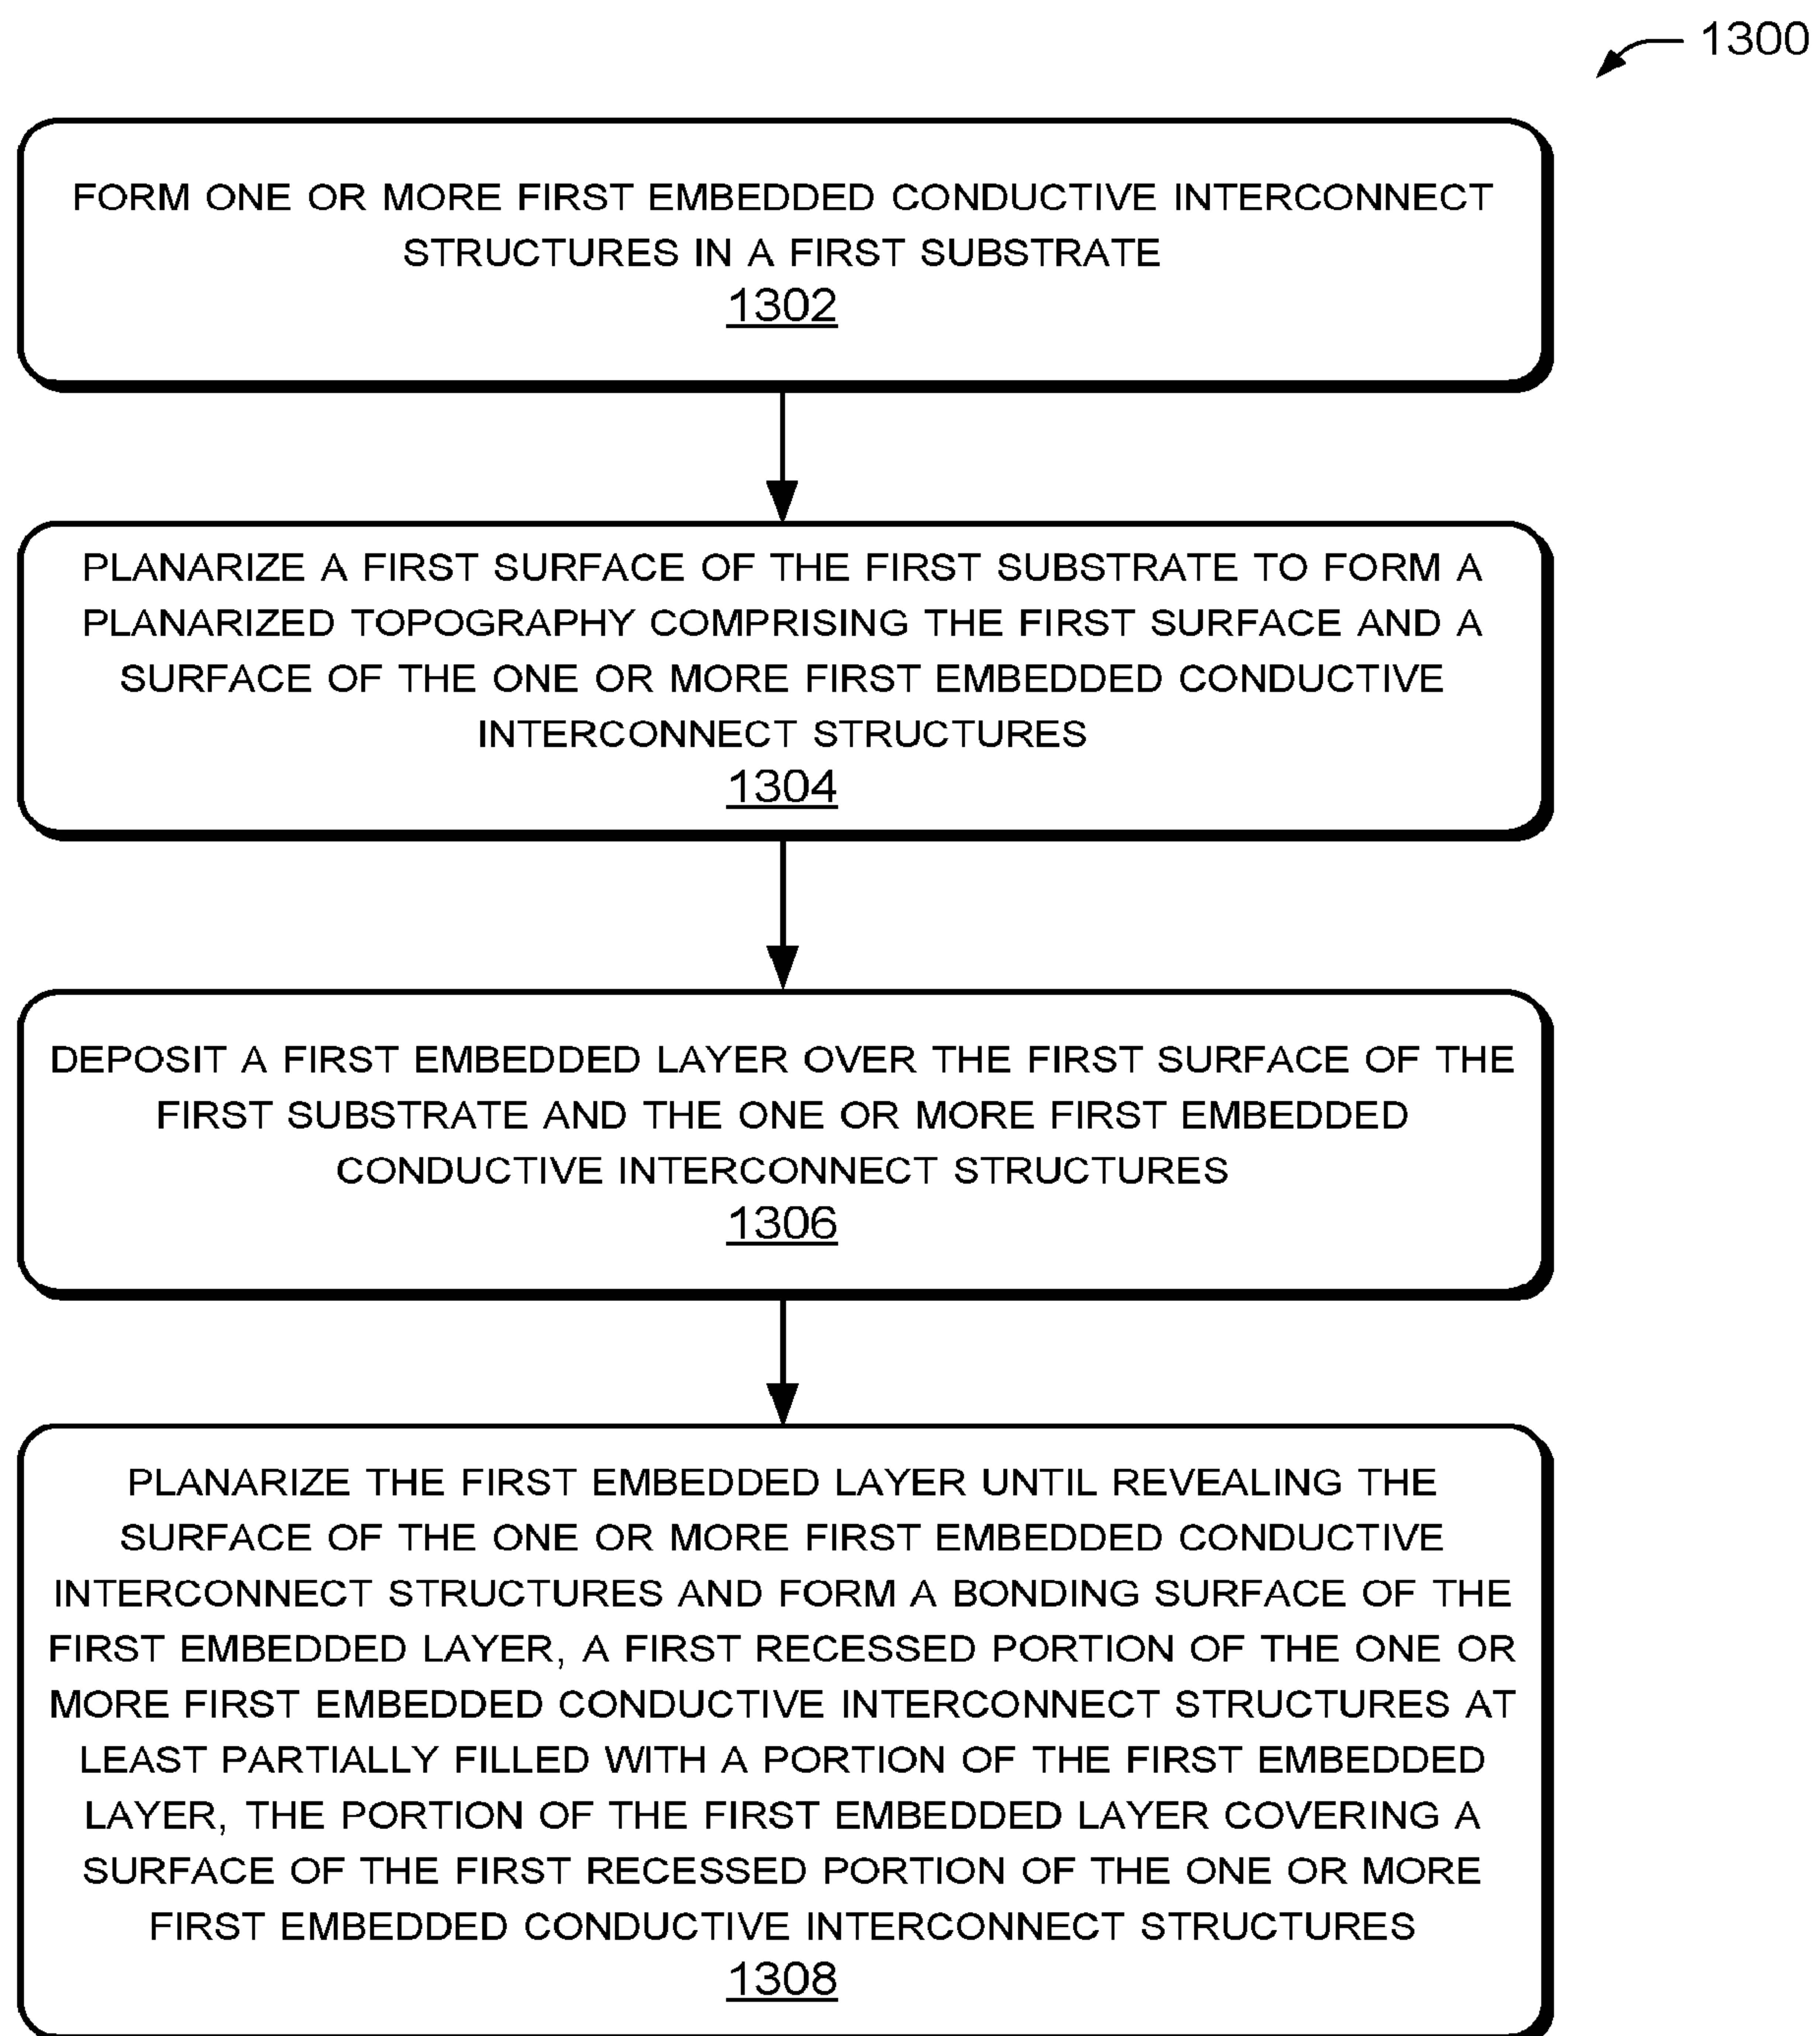 1300
FORM ONE OR MORE FIRST EMBEDDED CONDUCTIVE INTERCONNECT
STRUCTURES IN A FIRST SUBSTRATE
1302
PLANARIZE A FIRST SURFACE OF THE FIRST SUBSTRATE TO FORM A
PLANARIZED TOPOGRAPHY COMPRISING THE FIRST SURFACE AND A
SURFACE OF THE ONE OR MORE FIRST EMBEDDED CONDUCTIVE
INTERCONNECT STRUCTURES
1304
DEPOSIT A FIRST EMBEDDED LAYER OVER THE FIRST SURFACE OF THE
FIRST SUBSTRATE AND THE ONE OR MORE FIRST EMBEDDED
CONDUCTIVE INTERCONNECT STRUCTURES
1306
PLANARIZE THE FIRST EMBEDDED LAYER UNTIL REVEALING THE
SURFACE OF THE ONE OR MORE FIRST EMBEDDED CONDUCTIVE
INTERCONNECT STRUCTURES AND FORM A BONDING SURFACE OF THE
FIRST EMBEDDED LAYER, A FIRST RECESSED PORTION OF THE ONE OR
MORE FIRST EMBEDDED CONDUCTIVE INTERCONNECT STRUCTURES AT
LEAST PARTIALLY FILLED WITH A PORTION OF THE FIRST EMBEDDED
LAYER, THE PORTION OF THE FIRST EMBEDDED LAYER COVERING A
SURFACE OF THE FIRST RECESSED PORTION OF THE ONE OR MORE
FIRST EMBEDDED CONDUCTIVE INTERCONNECT STRUCTURES
1308